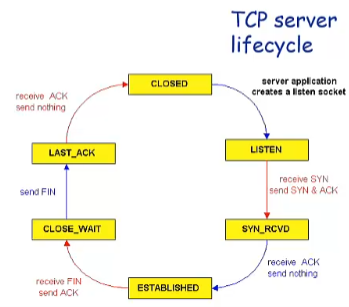 TCP server
lifecycle
CLOSED
server application
creates a listen socket
receive ACK
send nothing
LAST_ACK
LISTEN
receive SYN
send SYN & ACK
send FIN
CLOSE_WAIT
SYN_RCVD
receive ACK
send nothing
receive FIN
send ACK
ESTABLISHED